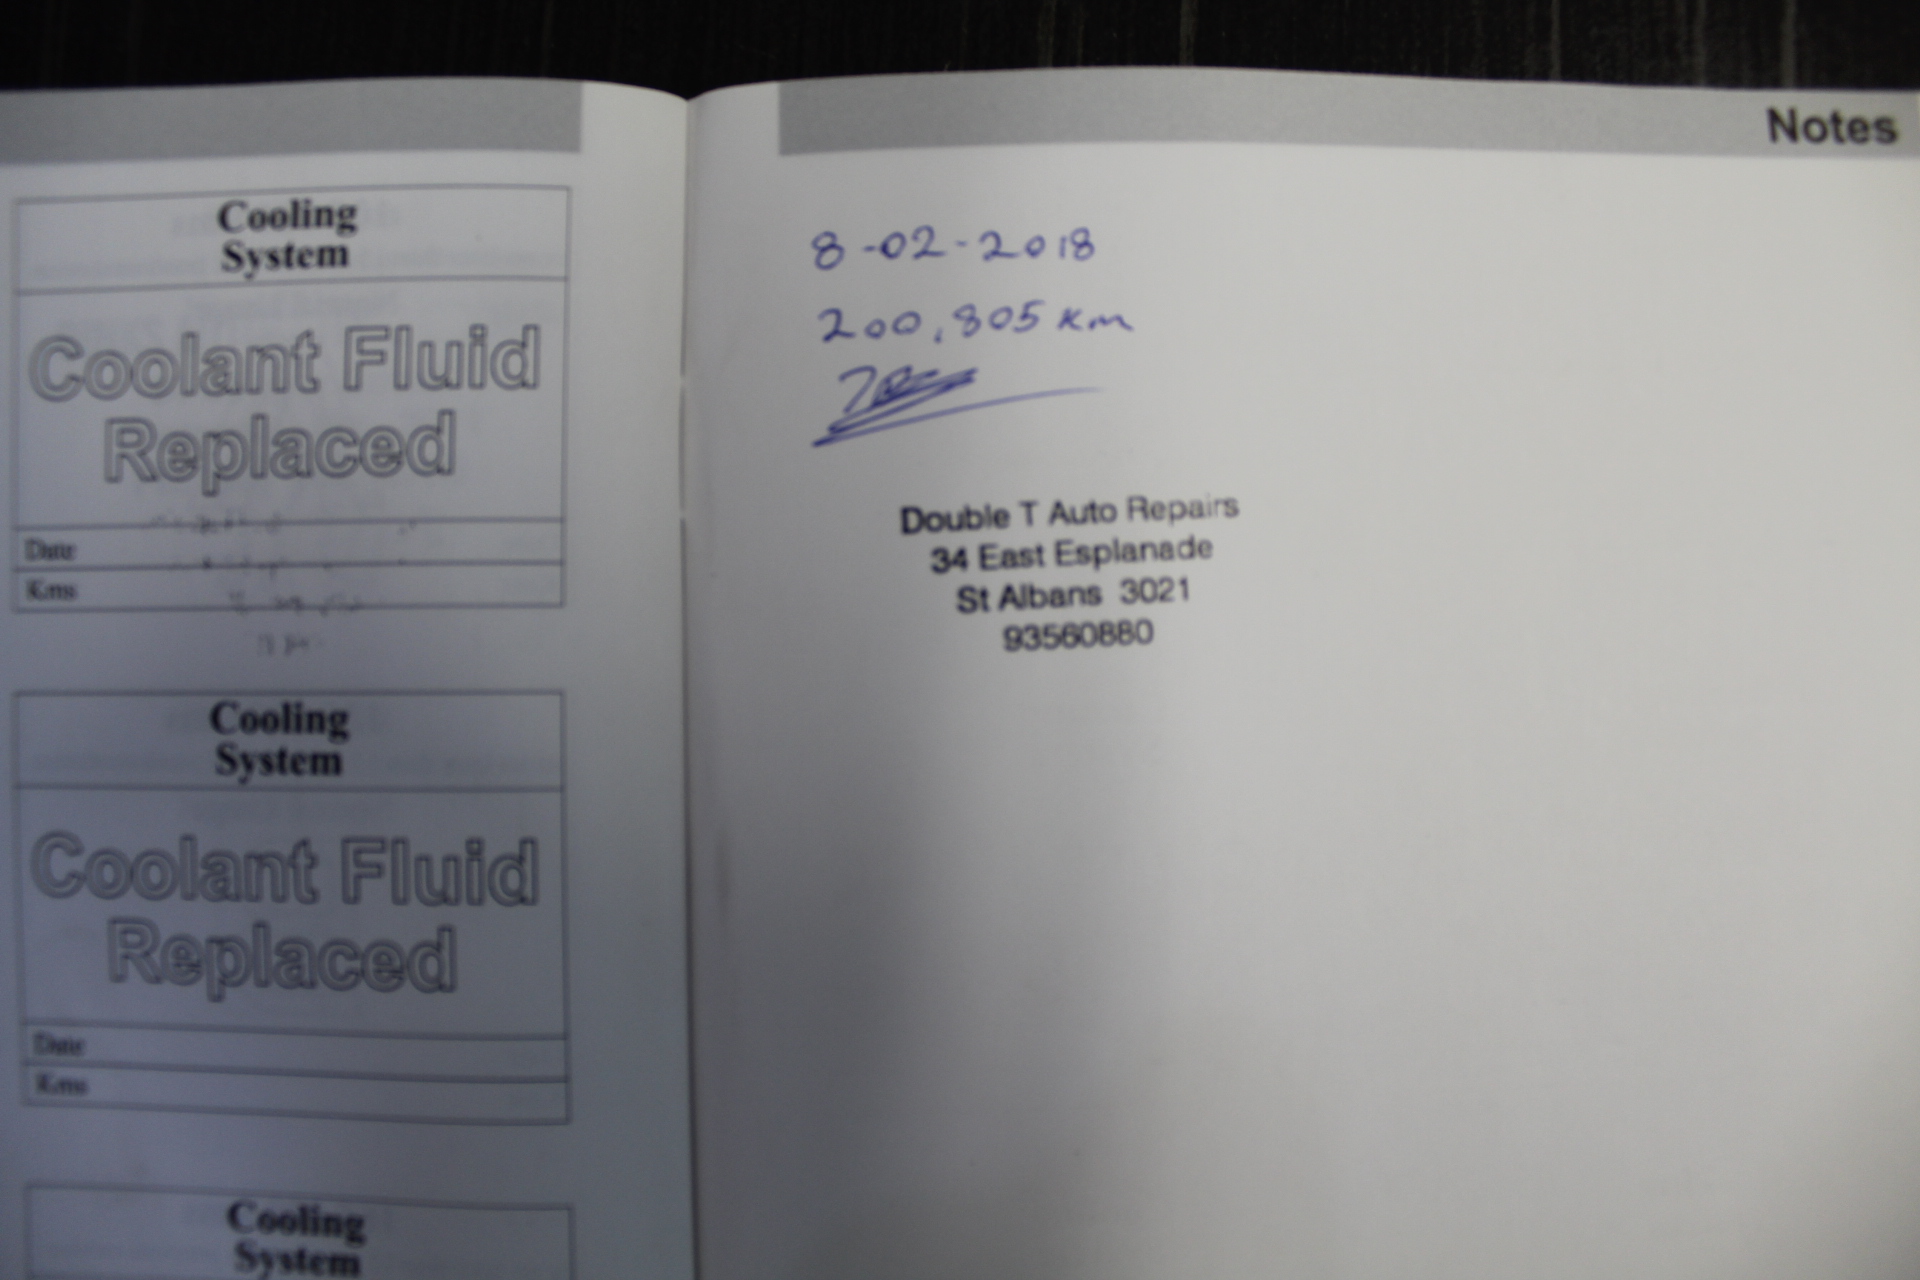 Cooling
System
Coolant Fluid
Replaced
Date
Kms
Cooling
System
Coolant Fluid
Replaced
Date
Kms
Cooling
System
Notes
8-02-2018
200,805 km
Double T Auto Repairs
34 East Esplanade
St Albans 3021
93560880